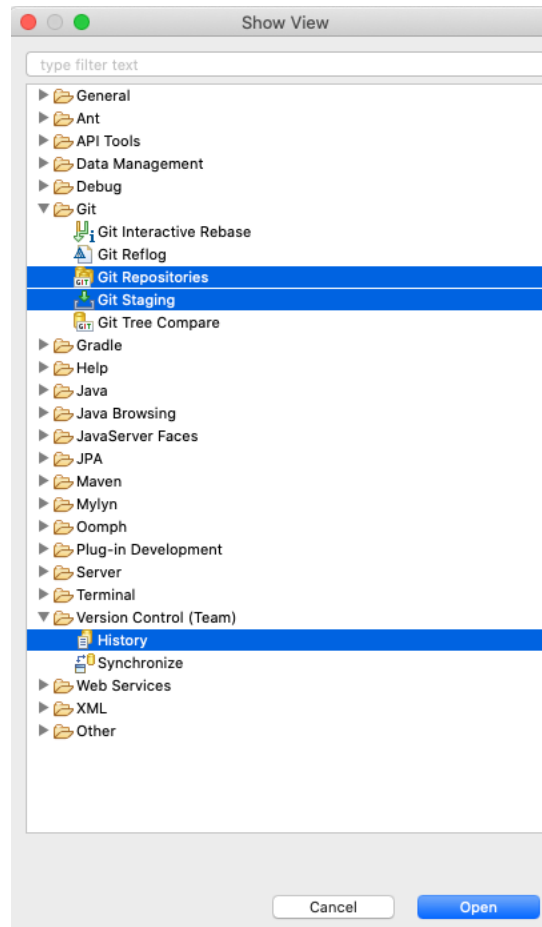 Show View
type filter text
General
Ant
API Tools
Data Management
Debug
Git
Git Interactive Rebase
Git Reflog
GIT Git Repositories
Git Staging
GIT Git Tree Compare
Gradle
Help
Java
Java Browsing
JavaServer Faces
JPA
Maven
Mylyn
Oomph
Plug-in Development
Server
Terminal
Version Control (Team)
History
Synchronize
Web Services
XML
Other
Cancel Open